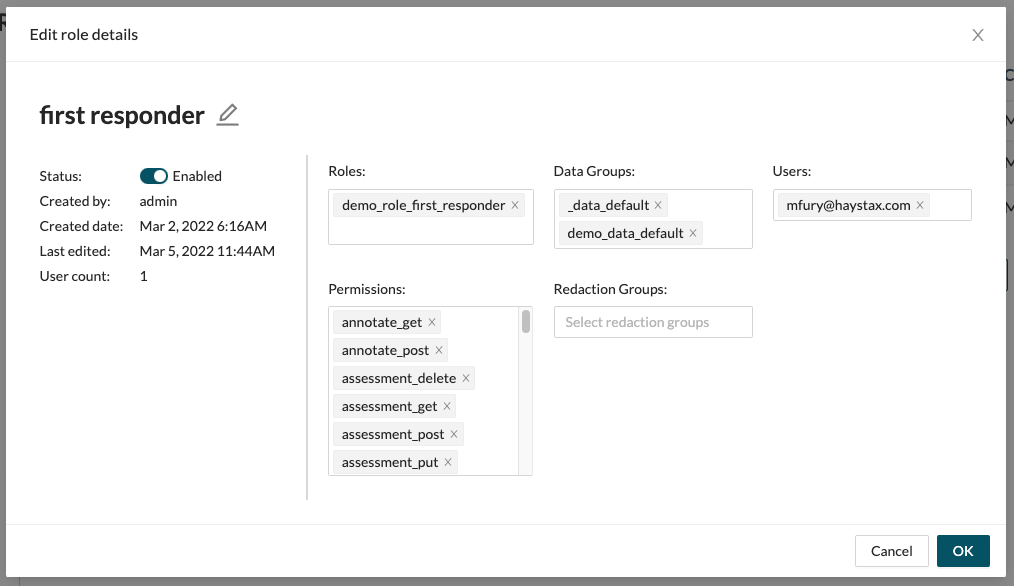 Edit role details
first responder
Status: Enabled
Created by: admin
Created date: Mar 2, 2022 6:16AM
Last edited: Mar 5, 2022 11:44AM
User count: 1
Roles:
demo_role_first_responder
Data Groups:
_data_default
demo_data_default
Users:
mfury@haystax.com
Permissions:
annotate_get
annotate_post
assessment_delete
assessment_get
assessment_post
assessment_put
Redaction Groups:
Select redaction groups
Cancel
OK